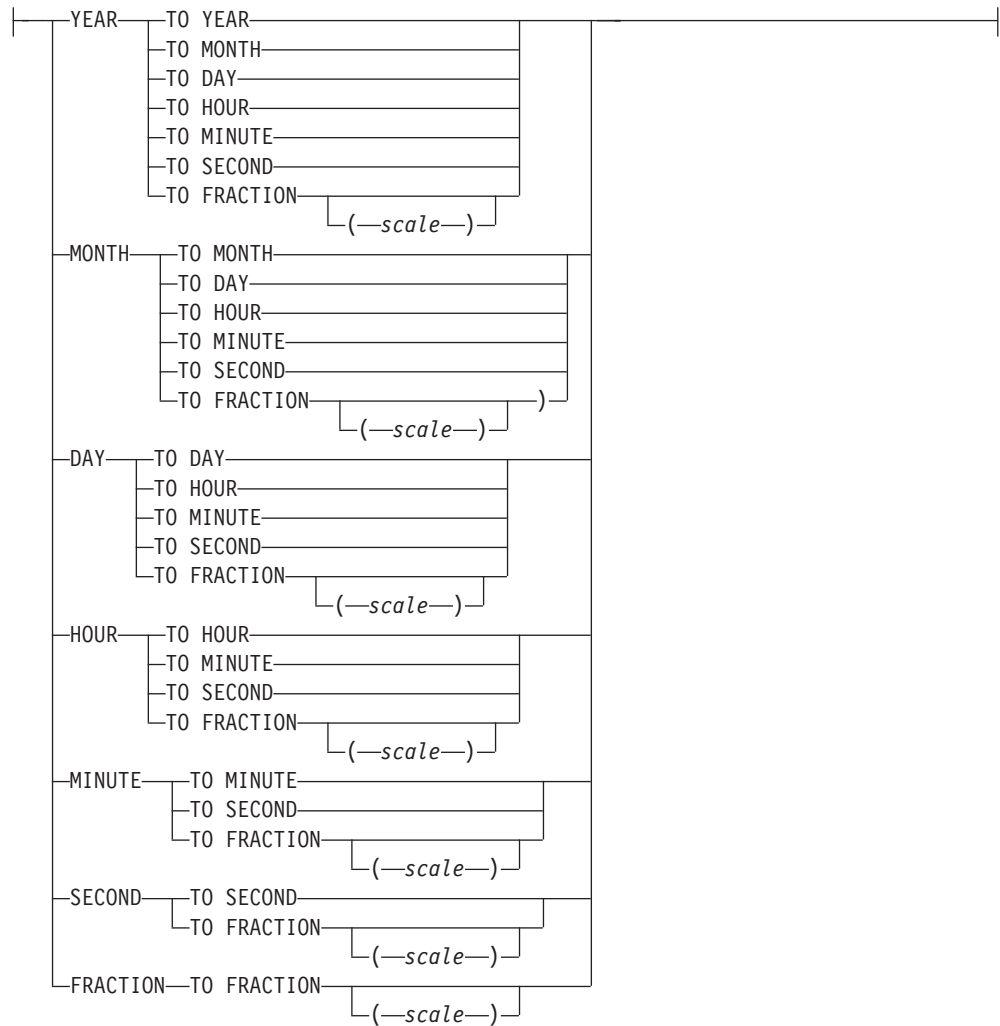 YEAR TO YEAR
TO MONTH
TO DAY
TO HOUR
TO MINUTE
TO SECOND
TO FRACTION
( scale )
MONTH TO MONTH
TO DAY
TO HOUR
TO MINUTE
TO SECOND
TO FRACTION )
( scale )
DAY TO DAY
TO HOUR
TO MINUTE
TO SECOND
TO FRACTION
( scale )
HOUR TO HOUR
TO MINUTE
TO SECOND
TO FRACTION
( scale )
MINUTE TO MINUTE
TO SECOND
TO FRACTION
( scale )
SECOND TO SECOND
TO FRACTION
( scale )
FRACTION TO FRACTION
( scale )